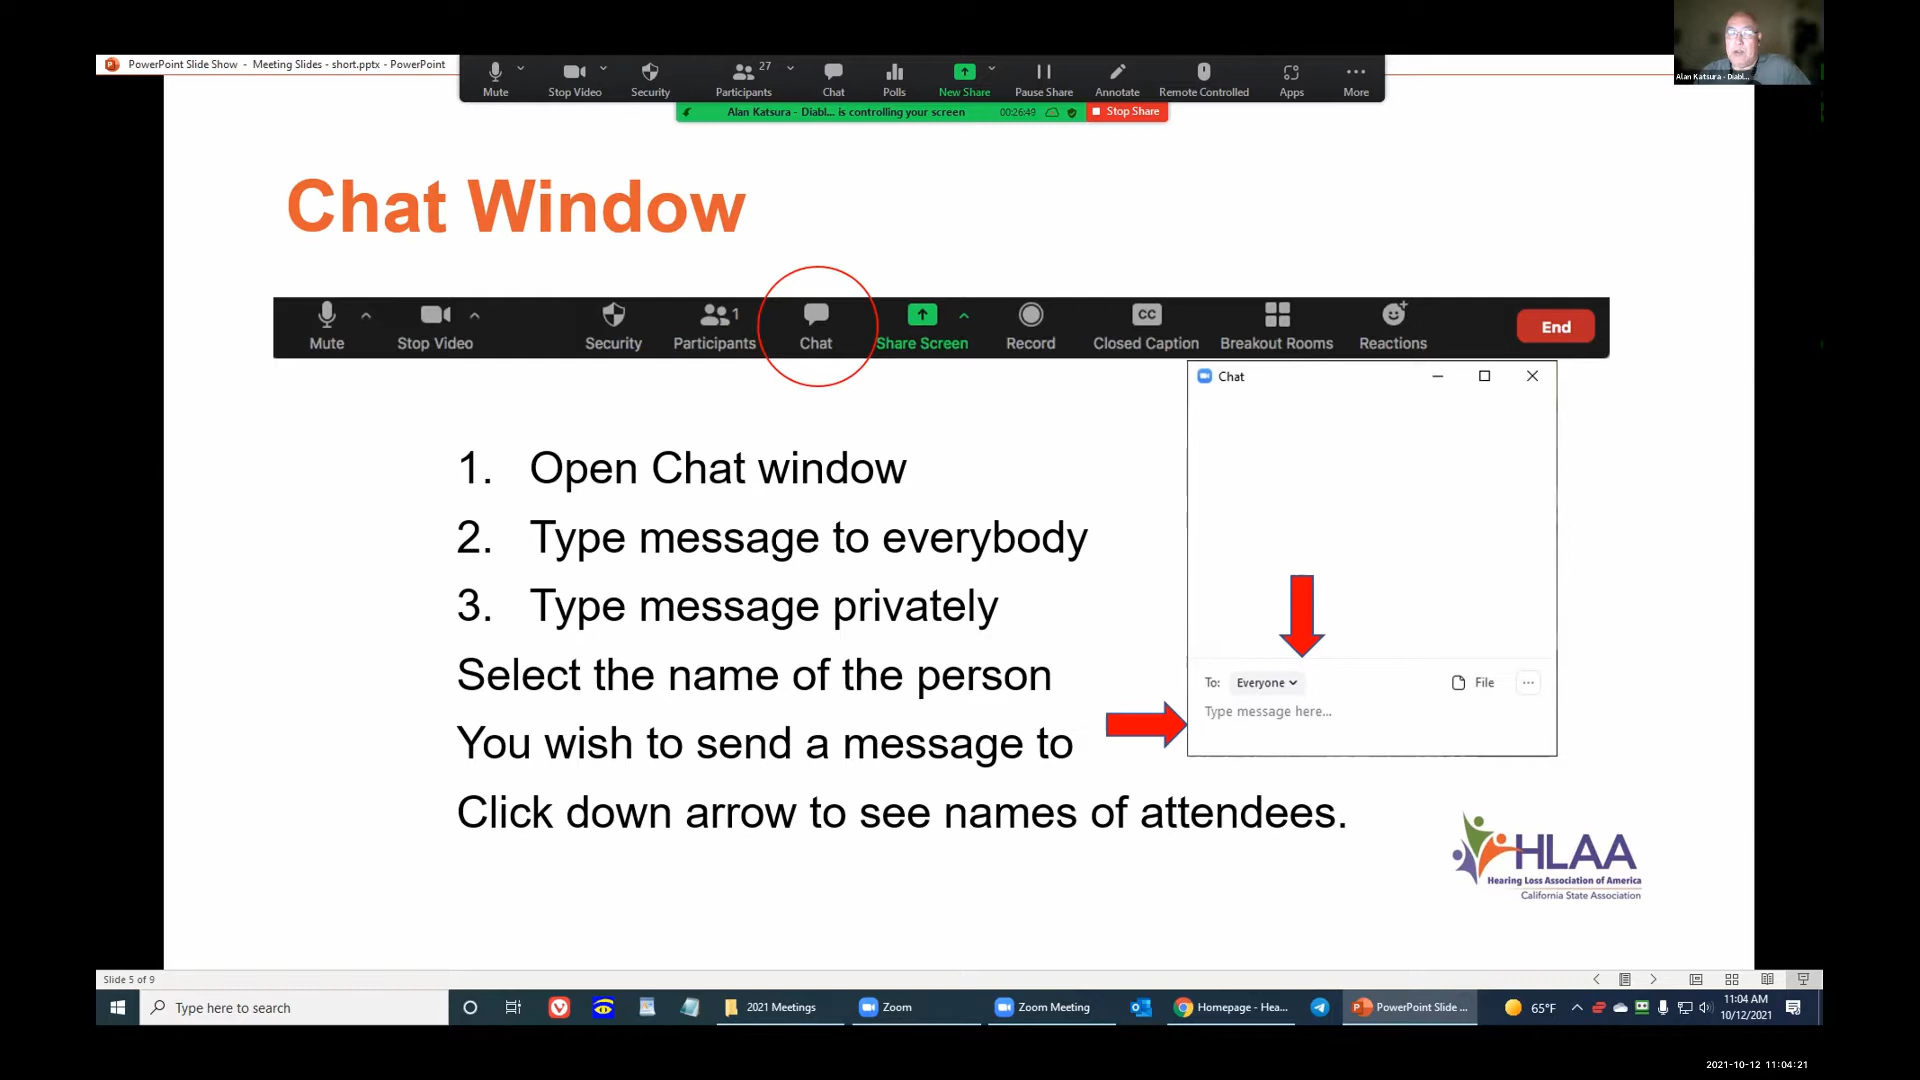 Alan Katsura - Diabl...
PowerPoint Slide Show - Meeting Slides - short.pptx - PowerPoint
Mute
Stop Video
Security
27
Participants
Chat
Polls
New Share
Pause Share
Annotate
Remote Controlled
Apps
More
Alan Katsura - Diabl... is controlling your screen
00:26:49
Stop Share
Chat Window
Mute
Stop Video
Security
1
Participants
Chat
Share Screen
Record
CC
Closed Caption
Breakout Rooms
Reactions
End
Chat
1. Open Chat window
2. Type message to everybody
3. Type message privately
Select the name of the person
You wish to send a message to
Click down arrow to see names of attendees.
To: Everyone
File
Type message here...
HLAA
Hearing Loss Association of America
California State Association
Slide 5 of 9
Type here to search
2021 Meetings
Zoom
Zoom Meeting
Homepage - Hea...
PowerPoint Slide ...
65°F
11:04 AM
10/12/2021
2021-10-12 11:04:21